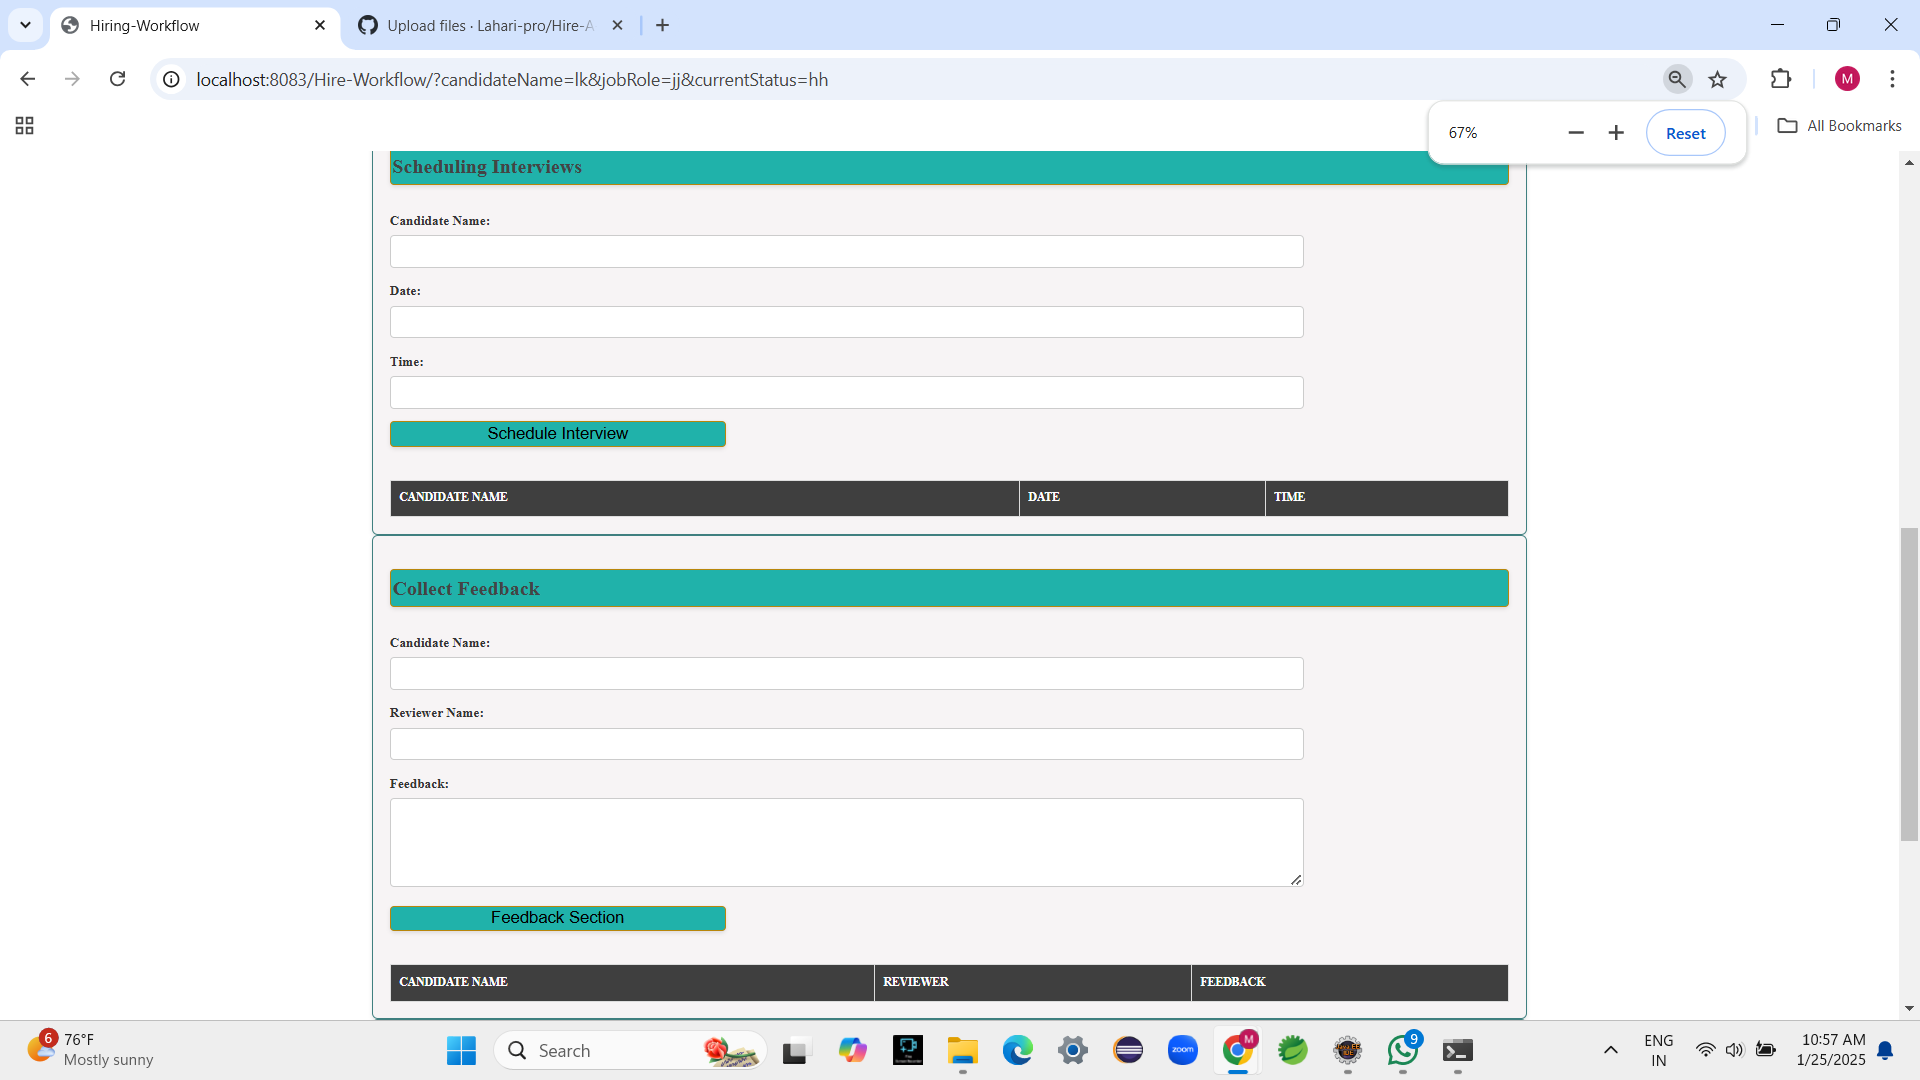 Hiring-Workflow
Upload files · Lahari-pro/Hire-A
localhost:8083/Hire-Workflow/?candidateName=lk&jobRole=jj&currentStatus=hh
M
67%
Reset
All Bookmarks
Scheduling Interviews
Candidate Name:
Date:
Time:
Schedule Interview
CANDIDATE NAME DATE TIME
Collect Feedback
Candidate Name:
Reviewer Name:
Feedback:
Feedback Section
CANDIDATE NAME REVIEWER FEEDBACK
6
76°F
Mostly sunny
Search
zoom
M
9
ENG
IN
10:57 AM
1/25/2025